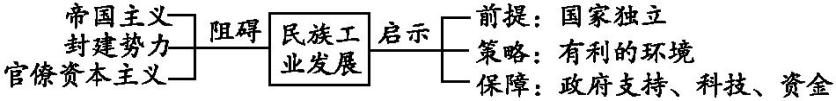 帝国主义
封建势力
官僚资本主义
阻碍
民族工
业发展
启示
前提：国家独立
策略：有利的环境
保障：政府支持、科技、资金